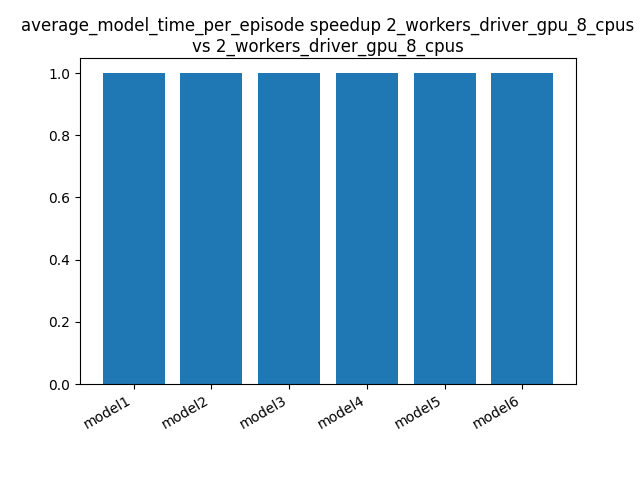 average_model_time_per_episode speedup 2_workers_driver_gpu_8_cpus
vs 2_workers_driver_gpu_8_cpus
1.0
0.8
0.6
0.4
0.2
0.0
model1
model2
model3
model4
model5
model6